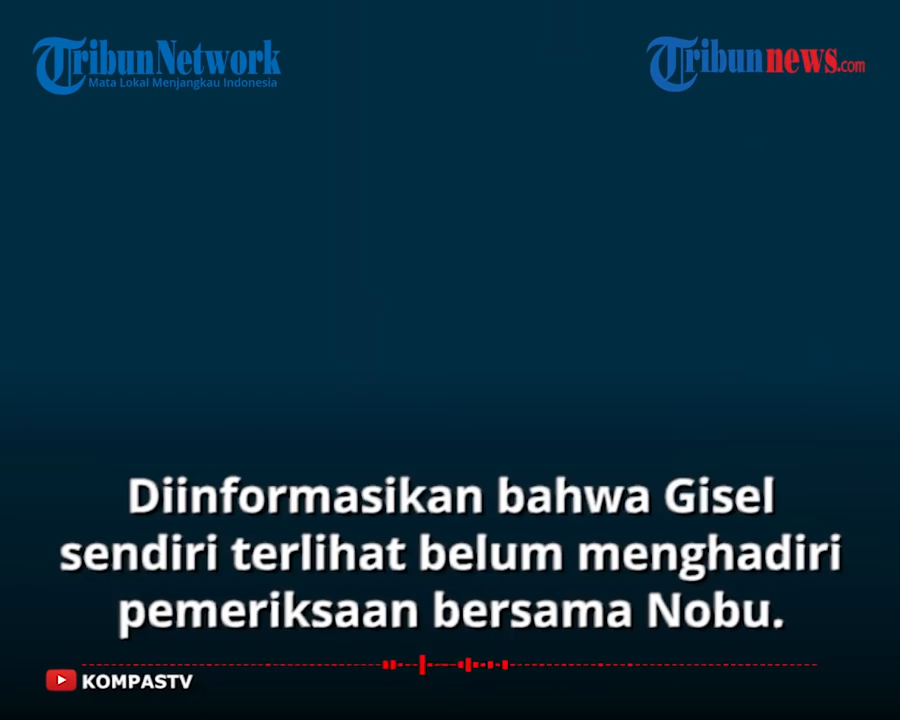 TribunNetwork
Mata Lokal Menjangkau Indonesia
Tribunnews.com
Diinformasikan bahwa Gisel
sendiri terlihat belum menghadiri
pemeriksaan bersama Nobu.
KOMPASTV